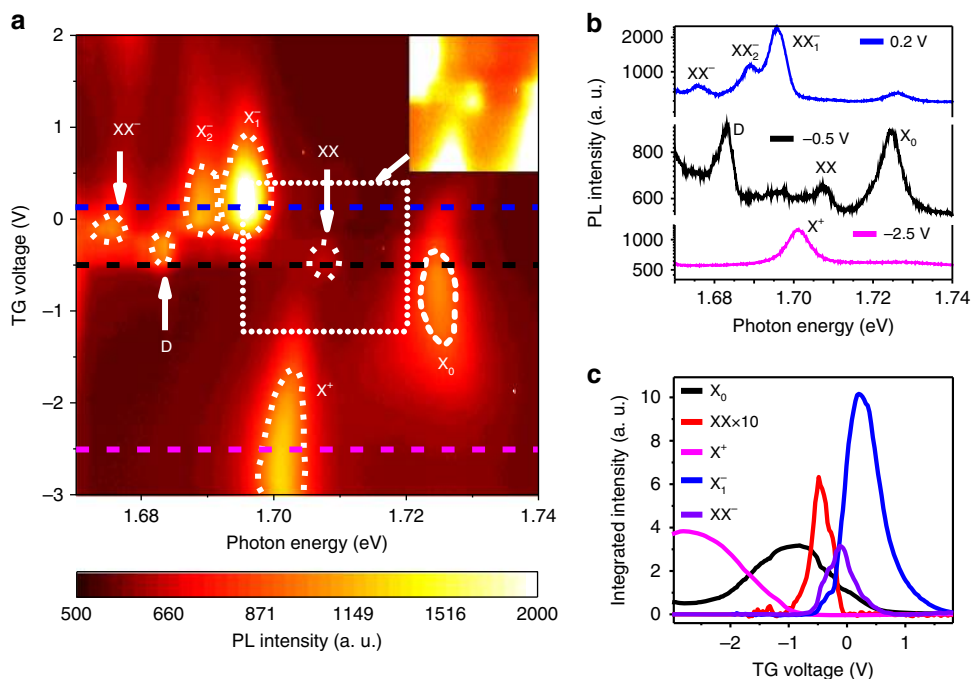 a
2
1
0
−1
−2
−3
TG voltage (V)
XX⁻
X₂⁻
X₁⁻
XX
D
X⁺
X₀
1.68
1.70
1.72
1.74
Photon energy (eV)
500
660
871
1149
1516
2000
PL intensity (a. u.)
b
2000
1000
800
600
1000
500
PL intensity (a. u.)
XX⁻
XX₂⁻
XX₁⁻
0.2 V
D
−0.5 V
XX
X₀
X⁺
−2.5 V
1.68
1.70
1.72
1.74
Photon energy (eV)
c
10
8
6
4
2
0
Integrated intensity (a. u.)
X₀
XX×10
X⁺
X₁⁻
XX⁻
−2
−1
0
1
TG voltage (V)